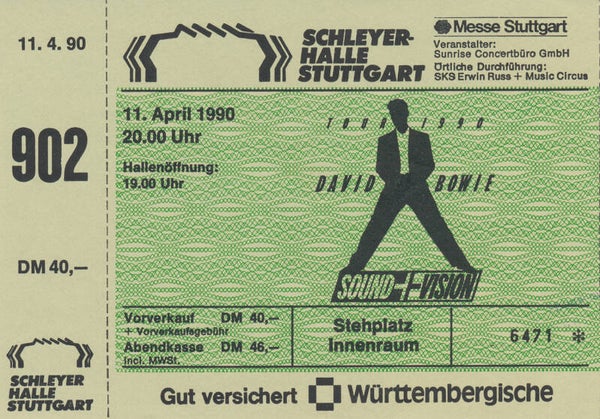 11. 4. 90
902
DM 40,–
SCHLEYER
HALLE
STUTTGART
SCHLEYER-
HALLE
STUTTGART
Messe Stuttgart
Veranstalter:
Sunrise Concertbüro GmbH
Örtliche Durchführung:
SKS Erwin Russ + Music Circus
11. April 1990
20.00 Uhr
Hallenöffnung:
19.00 Uhr
TOUR 1990
DAVID BOWIE
SOUND + VISION
Vorverkauf DM 40,–
+ Vorverkaufsgebühr
Abendkasse DM 46,–
incl. MWSt.
Stehplatz
Innenraum
6471 *
Gut versichert Württembergische